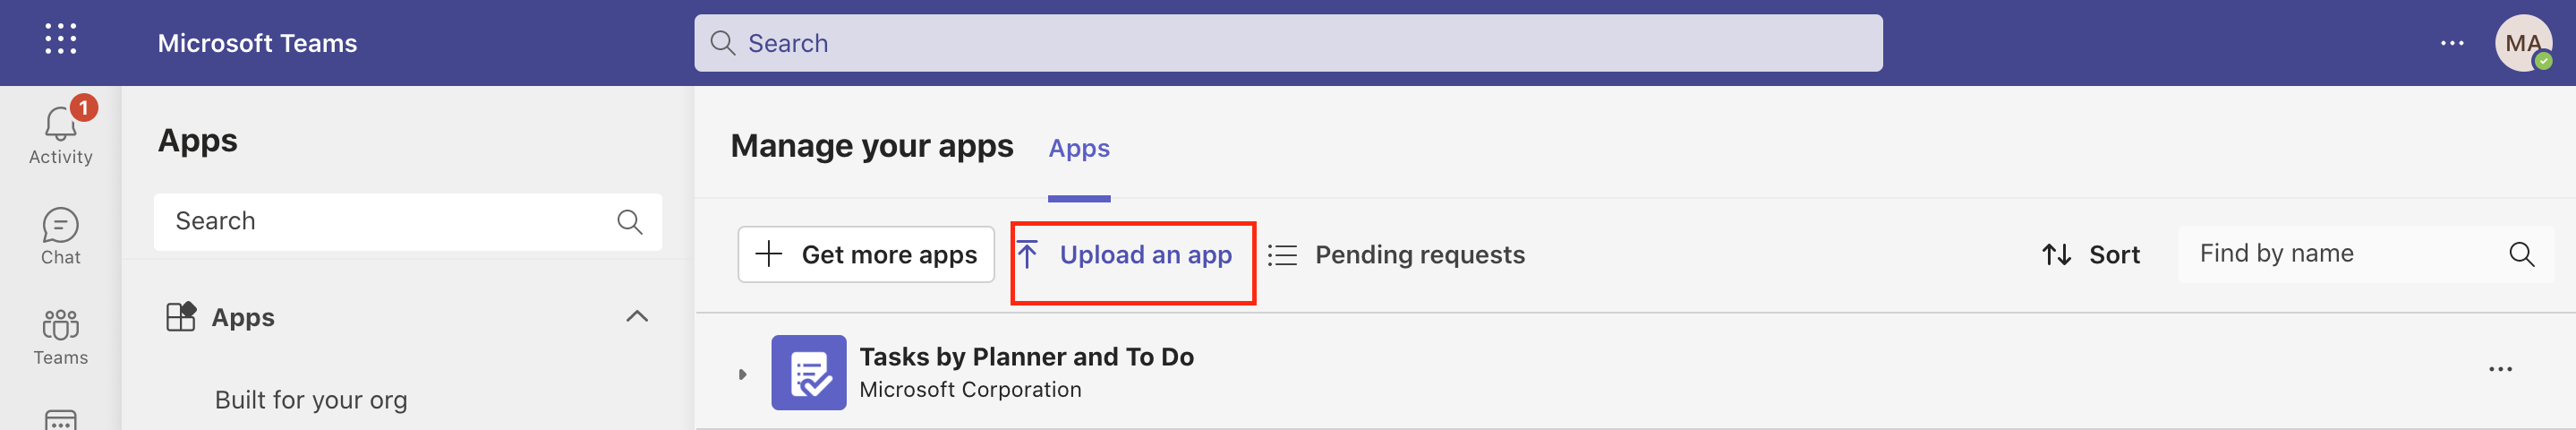 Microsoft Teams
Search
...
MA
1
Activity
Chat
Teams
Apps
Search
Apps
Built for your org
Manage your apps
Apps
Get more apps
Upload an app
Pending requests
Sort
Find by name
Tasks by Planner and To Do
Microsoft Corporation
...